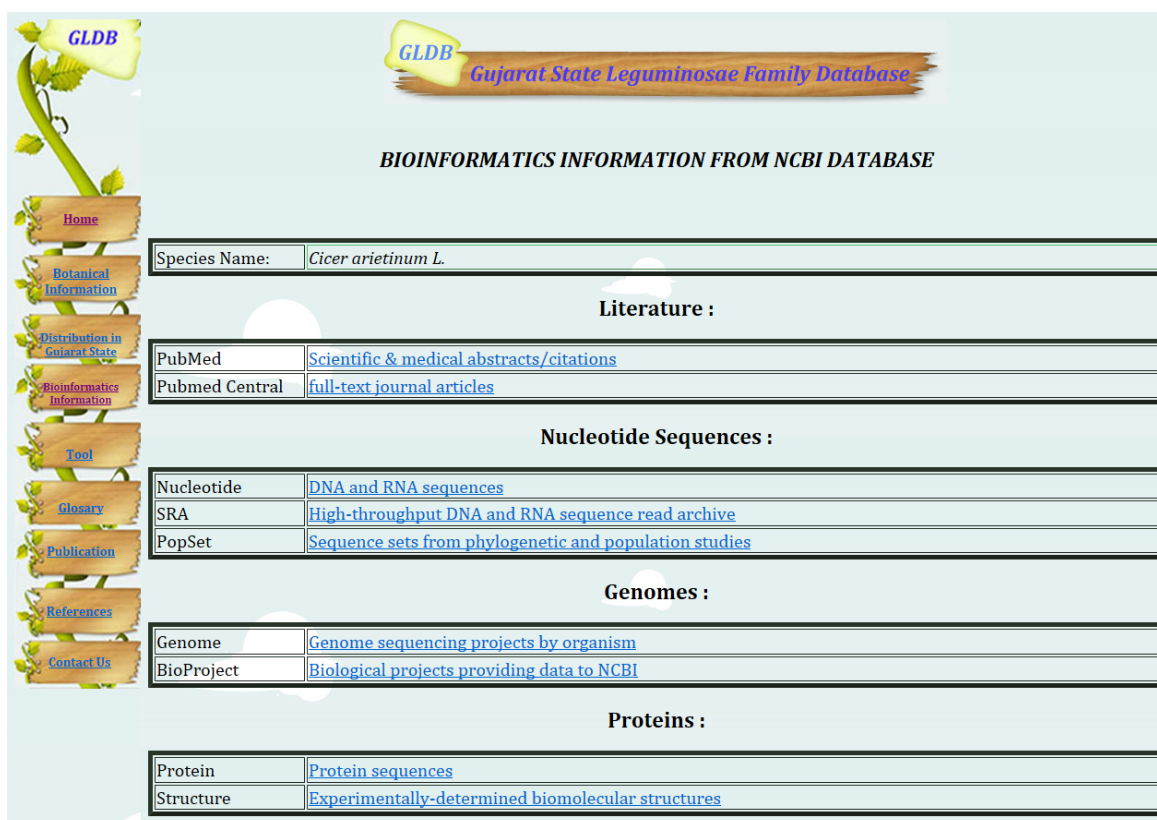 GLDB
GLDB
Gujarat State Leguminosae Family Database
BIOINFORMATICS INFORMATION FROM NCBI DATABASE
Home
Botanical
Information
Distribution in
Gujarat State
Bioinformatics
Information
Tool
Glosary
Publication
References
Contact Us
Species Name: Cicer arietinum L.
Literature :
PubMed Scientific & medical abstracts/citations
Pubmed Central full-text journal articles
Nucleotide Sequences :
Nucleotide DNA and RNA sequences
SRA High-throughput DNA and RNA sequence read archive
PopSet Sequence sets from phylogenetic and population studies
Genomes :
Genome Genome sequencing projects by organism
BioProject Biological projects providing data to NCBI
Proteins :
Protein Protein sequences
Structure Experimentally-determined biomolecular structures